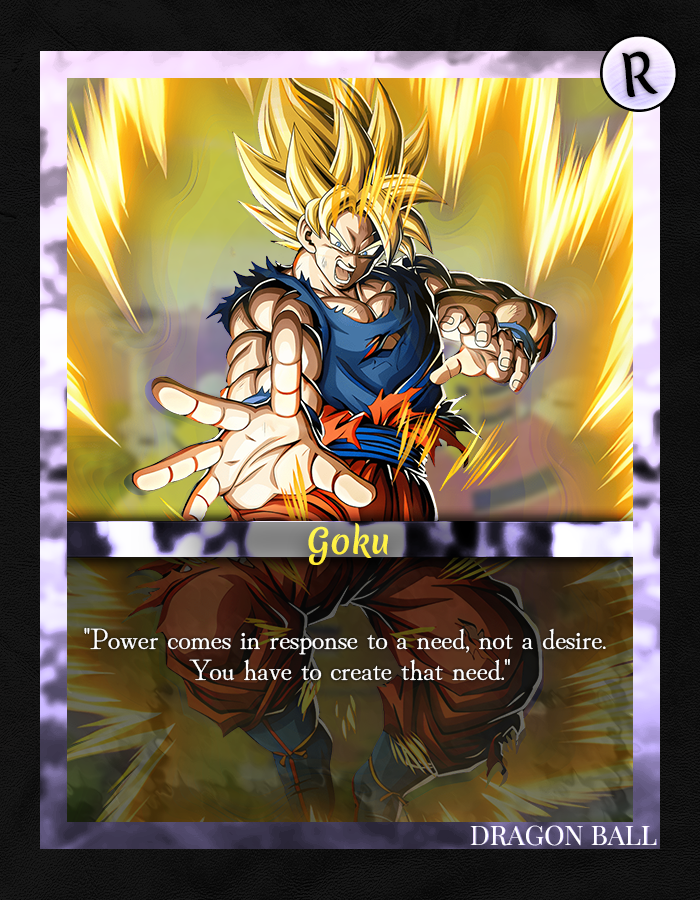 R
Goku
"Power comes in response to a need, not a desire.
You have to create that need."
DRAGON BALL